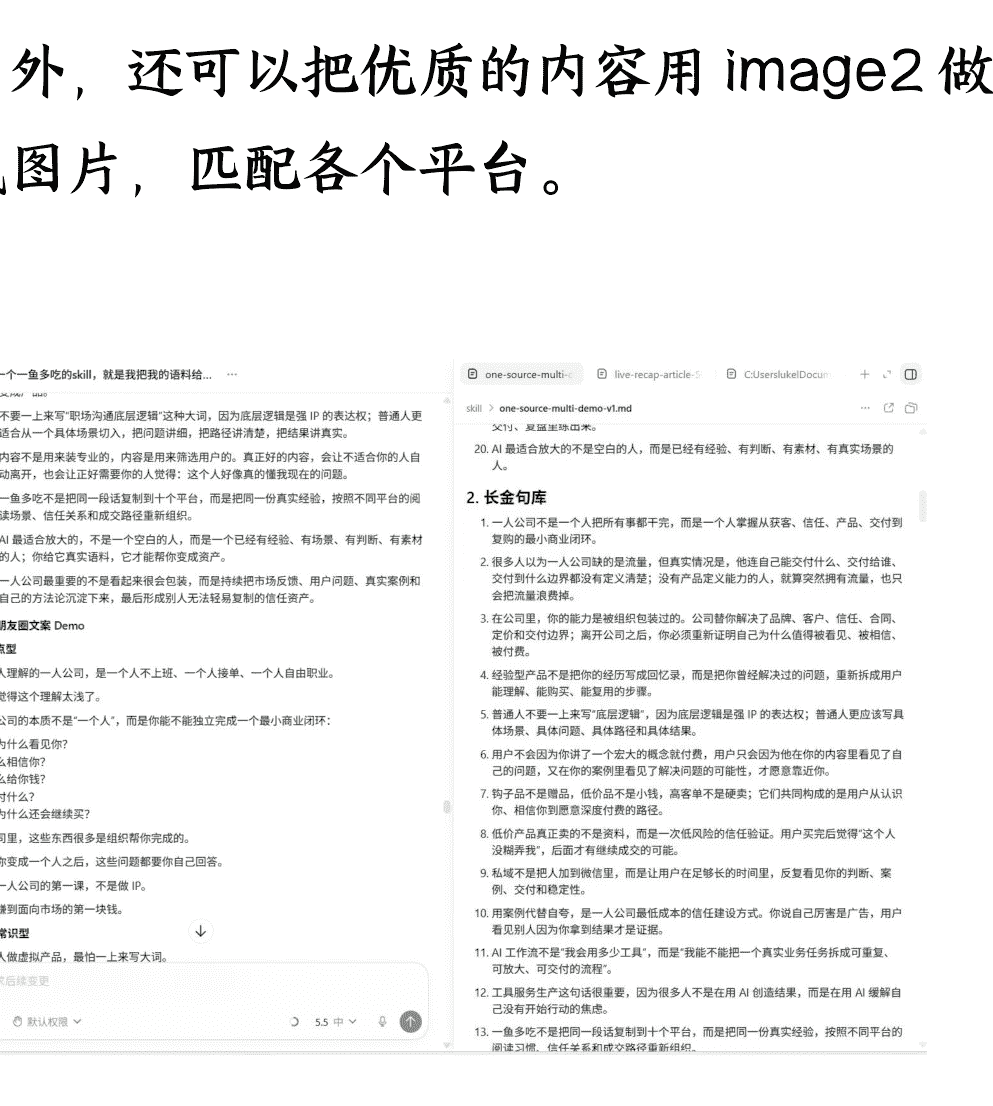 外，还可以把优质的内容用 image2 做
图片，匹配各个平台。
一个一鱼多吃的skill，就是我把我的语料给... ...
不要一上来写"职场沟通底层逻辑"这种大词，因为底层逻辑是强 IP 的表达权；普通人更
适合从一个具体场景切入，把问题讲细，把路径讲清楚，把结果讲真实。
内容不是用来装专业的，内容是用来筛选用户的。真正好的内容，会让不适合你的人自
动离开，也会让正好需要你的人觉得：这个人好像真的懂我现在的问题。
一鱼多吃不是把同一段话复制到十个平台，而是把同一份真实经验，按照不同平台的阅
读场景、信任关系和成交路径重新组织。
AI 最适合放大的，不是一个空白的人，而是一个已经有经验、有场景、有判断、有素材
的人；你给它真实语料，它才能帮你变成资产。
一人公司最重要的不是看起来很会包装，而是持续把市场反馈、用户问题、真实案例和
自己的方法论沉淀下来，最后形成别人无法轻易复制的信任资产。
朋友圈文案 Demo
点型
人理解的一人公司，是一个人不上班、一个人接单、一个人自由职业。
觉得这个理解太浅了。
公司的本质不是"一个人"，而是你能不能独立完成一个最小商业闭环：
为什么看见你？
么相信你？
么给你钱？
付什么？
为什么还会继续买？
司里，这些东西很多是组织帮你完成的。
你变成一个人之后，这些问题都要你自己回答。
一人公司的第一课，不是做 IP。
赚到面向市场的第一块钱。
常识型
人做虚拟产品，最怕一上来写大词。
后续变更
默认权限
5.5 中
one-source-multi-d
live-recap-article-S
C:UserslukelDocum
skill > one-source-multi-demo-v1.md
交付、复盘里练出来。
20. AI 最适合放大的不是空白的人，而是已经有经验、有判断、有素材、有真实场景的
人。
2. 长金句库
1. 一人公司不是一个人把所有事都干完，而是一个人掌握从获客、信任、产品、交付到
复购的最小商业闭环。
2. 很多人以为一人公司缺的是流量，但真实情况是，他连自己能交付什么、交付给谁、
交付到什么边界都没有定义清楚；没有产品定义能力的人，就算突然拥有流量，也只
会把流量浪费掉。
3. 在公司里，你的能力是被组织包装过的。公司替你解决了品牌、客户、信任、合同、
定价和交付边界；离开公司之后，你必须重新证明自己为什么值得被看见、被相信、
被付费。
4. 经验型产品不是把你的经历写成回忆录，而是把你曾经解决过的问题，重新拆成用户
能理解、能购买、能复用的步骤。
5. 普通人不要一上来写"底层逻辑"，因为底层逻辑是强 IP 的表达权；普通人更应该写具
体场景、具体问题、具体路径和具体结果。
6. 用户不会因为你讲了一个宏大的概念就付费，用户只会因为他在你的内容里看见了自
己的问题，又在你的案例里看见了解决问题的可能性，才愿意靠近你。
7. 钩子品不是赠品，低价品不是小钱，高客单不是硬卖；它们共同构成的是用户从认识
你、相信你到愿意深度付费的路径。
8. 低价产品真正卖的不是资料，而是一次低风险的信任验证。用户买完后觉得"这个人
没糊弄我"，后面才有继续成交的可能。
9. 私域不是把人加到微信里，而是让用户在足够长的时间里，反复看见你的判断、案
例、交付和稳定性。
10. 用案例代替自夸，是一人公司最低成本的信任建设方式。你说自己厉害是广告，用户
看见别人因为你拿到结果才是证据。
11. AI 工作流不是"我会用多少工具"，而是"我能不能把一个真实业务任务拆成可重复、
可放大、可交付的流程"。
12. 工具服务生产这句话很重要，因为很多人不是在用 AI 创造结果，而是在用 AI 缓解自
己没有开始行动的焦虑。
13. 一鱼多吃不是把同一段话复制到十个平台，而是把同一份真实经验，按照不同平台的
阅读习惯、信任关系和成交路径重新组织。